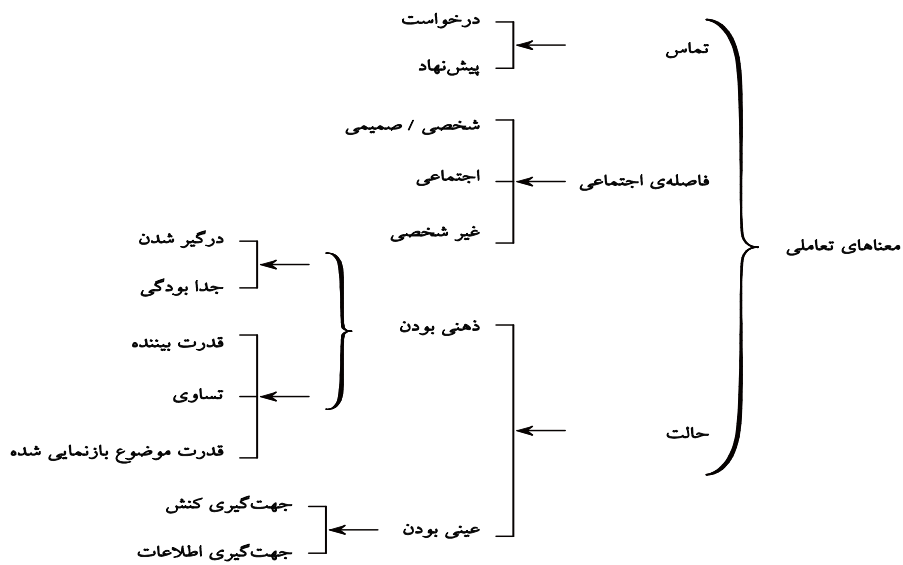 معناهای تعاملی
تماس
درخواست
پیش‌نهاد
فاصله‌ی اجتماعی
شخصی / صمیمی
اجتماعی
غیر شخصی
حالت
ذهنی بودن
درگیر شدن
جدا بودگی
قدرت بیننده
تساوی
قدرت موضوع بازنمایی شده
عینی بودن
جهت‌گیری کنش
جهت‌گیری اطلاعات